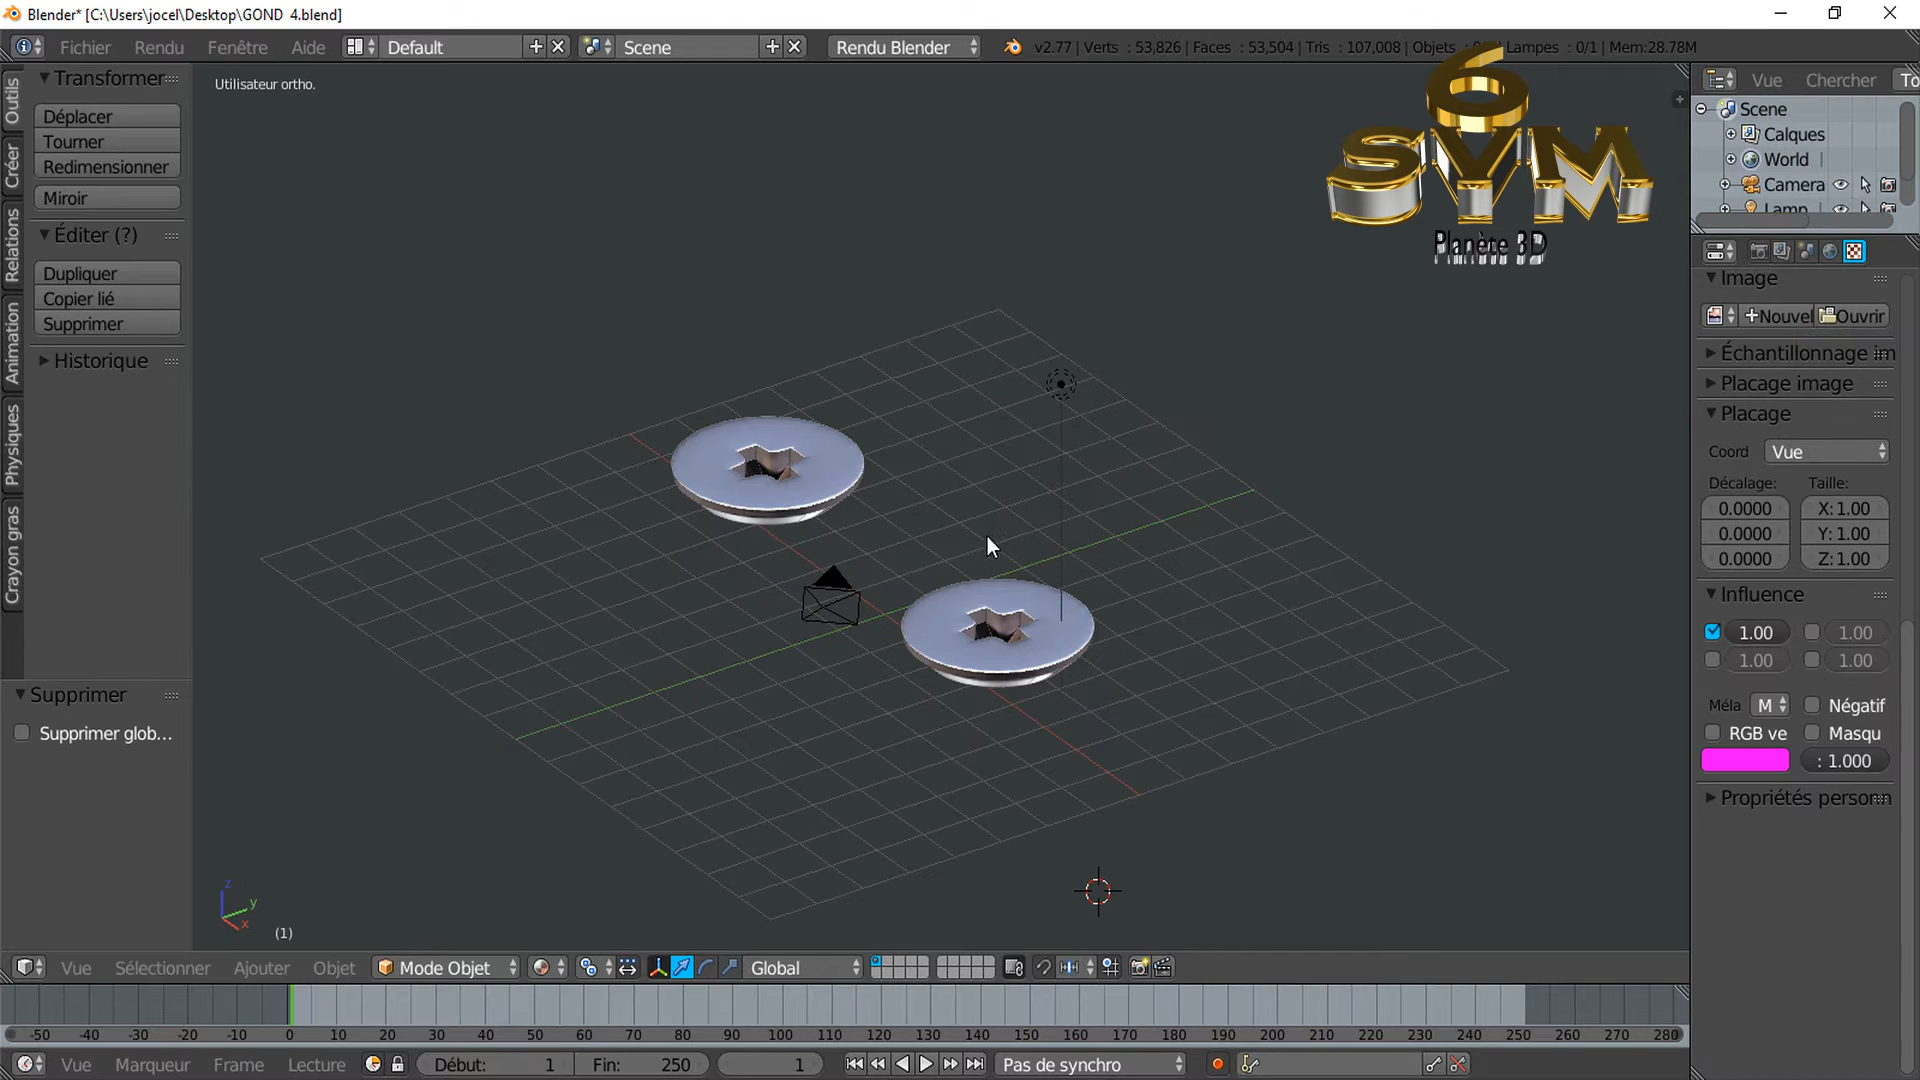 Blender* [C:\Users\jocel\Desktop\GOND  4.blend]
Fichier Rendu Fenêtre Aide Default Scene Rendu Blender v2.77 | Verts : 53,826 | Faces : 53,504 | Tris : 107,008 | Objets | Lampes : 0/1 | Mem:28.78M
Outils
Créer
Relations
Animation
Physiques
Crayon gras
Transformer
Déplacer
Tourner
Redimensionner
Miroir
Éditer (?)
Dupliquer
Copier lié
Supprimer
Historique
Supprimer
Supprimer glob...
Utilisateur ortho.
6
SYM
Planète 3D
z
y
x
(1)
Vue Chercher To
Scene
Calques
World
Camera
Lamp
Image
Nouvel Ouvrir
Échantillonnage im
Placage image
Placage
Coord Vue
Décalage: Taille:
0.0000 X: 1.00
0.0000 Y: 1.00
0.0000 Z: 1.00
Influence
1.00 1.00
1.00 1.00
Méla M Négatif
RGB ve Masqu
: 1.000
Propriétés personn
Vue Sélectionner Ajouter Objet Mode Objet Global
-50 -40 -30 -20 -10 0 10 20 30 40 50 60 70 80 90 100 110 120 130 140 150 160 170 180 190 200 210 220 230 240 250 260 270 280
Vue Marqueur Frame Lecture Début: 1 Fin: 250 1 Pas de synchro